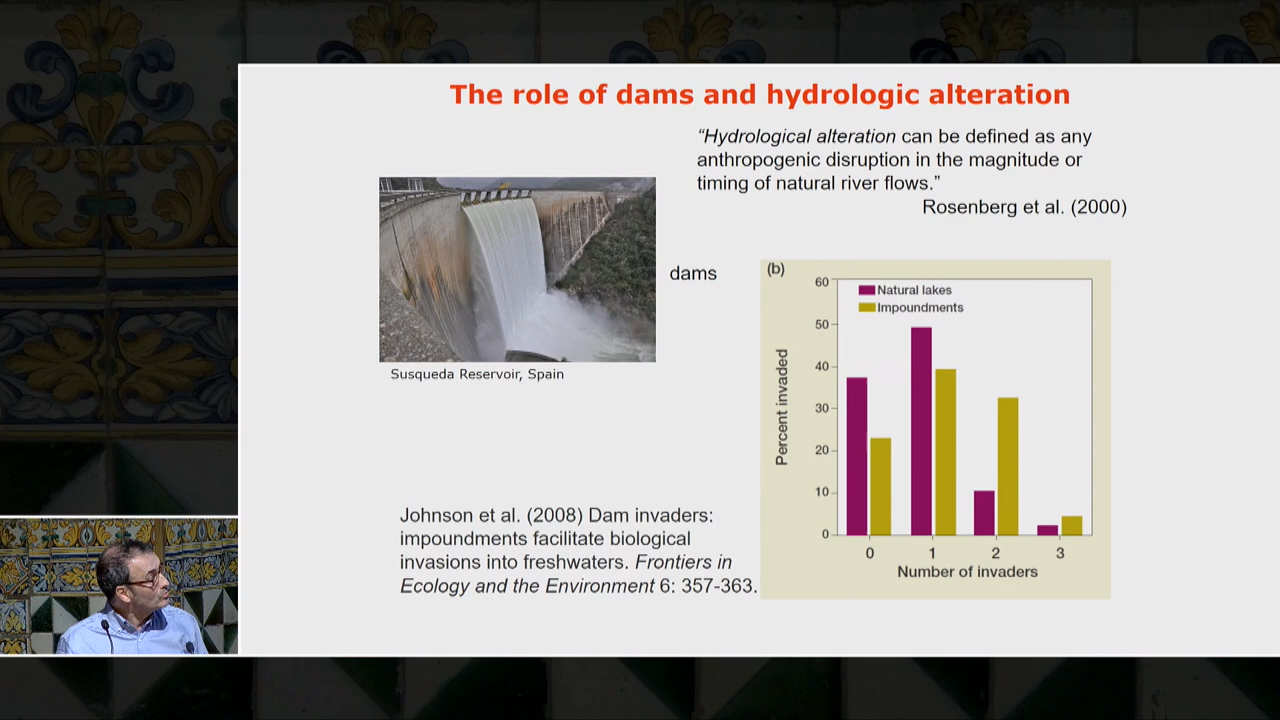 The role of dams and hydrologic alteration
“Hydrological alteration can be defined as any
anthropogenic disruption in the magnitude or
timing of natural river flows.”
Rosenberg et al. (2000)
dams
Susqueda Reservoir, Spain
(b)
60
50
40
30
20
10
0
Percent invaded
Natural lakes
Impoundments
0 1 2 3
Number of invaders
Johnson et al. (2008) Dam invaders:
impoundments facilitate biological
invasions into freshwaters. Frontiers in
Ecology and the Environment 6: 357-363.